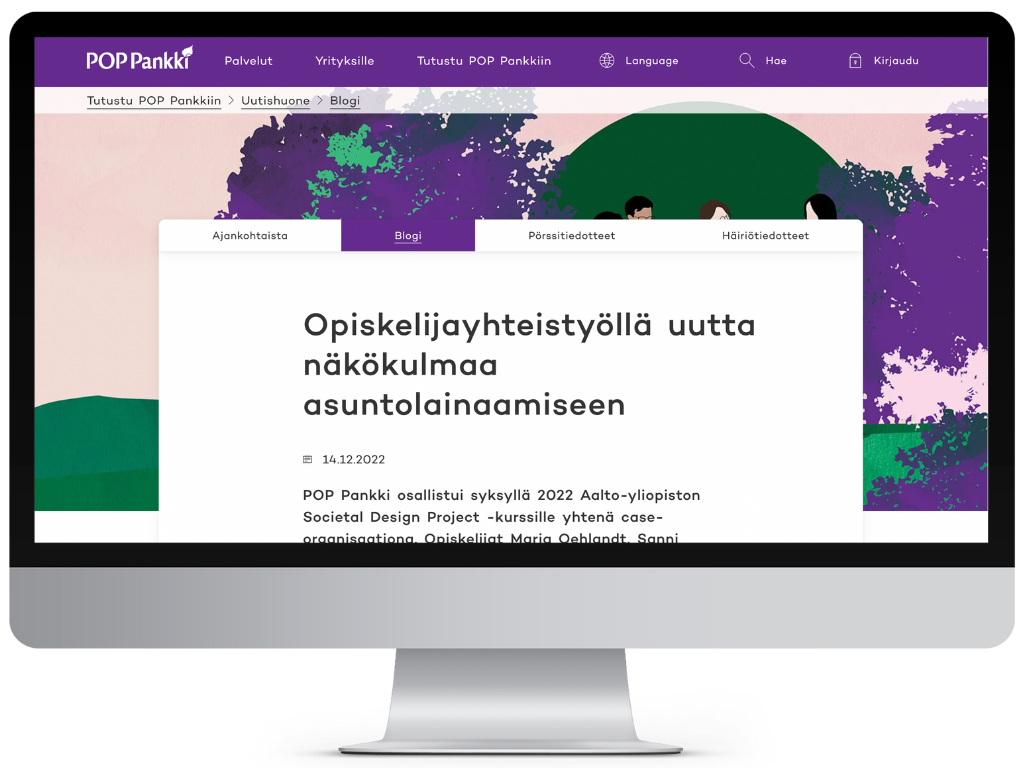 POP Pankki Palvelut Yrityksille Tutustu POP Pankkiin Language Hae Kirjaudu
Tutustu POP Pankkiin > Uutishuone > Blogi
Ajankohtaista Blogi Pörssitiedotteet Häiriötiedotteet
Opiskelijayhteistyöllä uutta
näkökulmaa
asuntolainaamiseen
14.12.2022
POP Pankki osallistui syksyllä 2022 Aalto-yliopiston
Societal Design Project -kurssille yhtenä case-
organisaationa. Opiskelijat Maria Oehlandt, Sanni